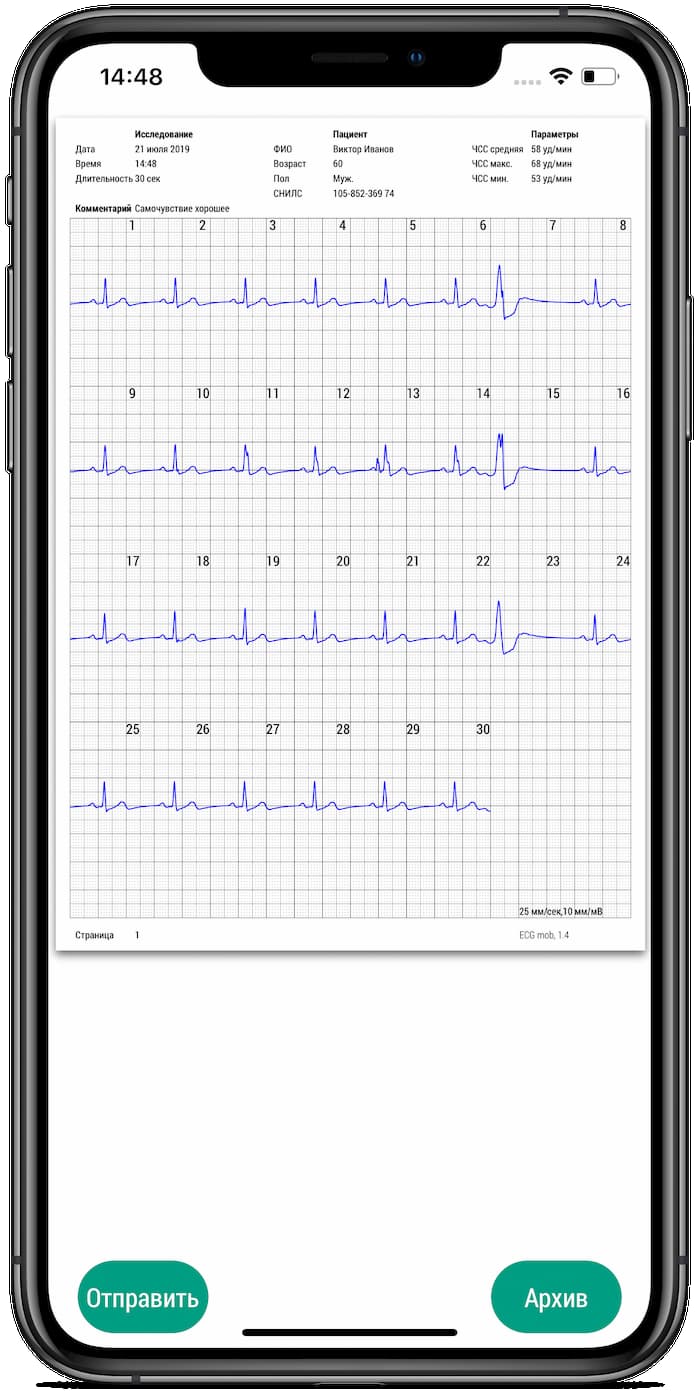 14:48
Исследование Пациент Параметры
Дата 21 июля 2019 ФИО Виктор Иванов ЧСС средняя 58 уд/мин
Время 14:48 Возраст 60 ЧСС макс. 68 уд/мин
Длительность 30 сек Пол Муж. ЧСС мин. 53 уд/мин
СНИЛС 105-852-369 74
Комментарий Самочувствие хорошее
1 2 3 4 5 6 7 8
9 10 11 12 13 14 15 16
17 18 19 20 21 22 23 24
25 26 27 28 29 30
25 мм/сек,10 мм/мВ
Страница 1 ECG mob, 1.4
Отправить Архив